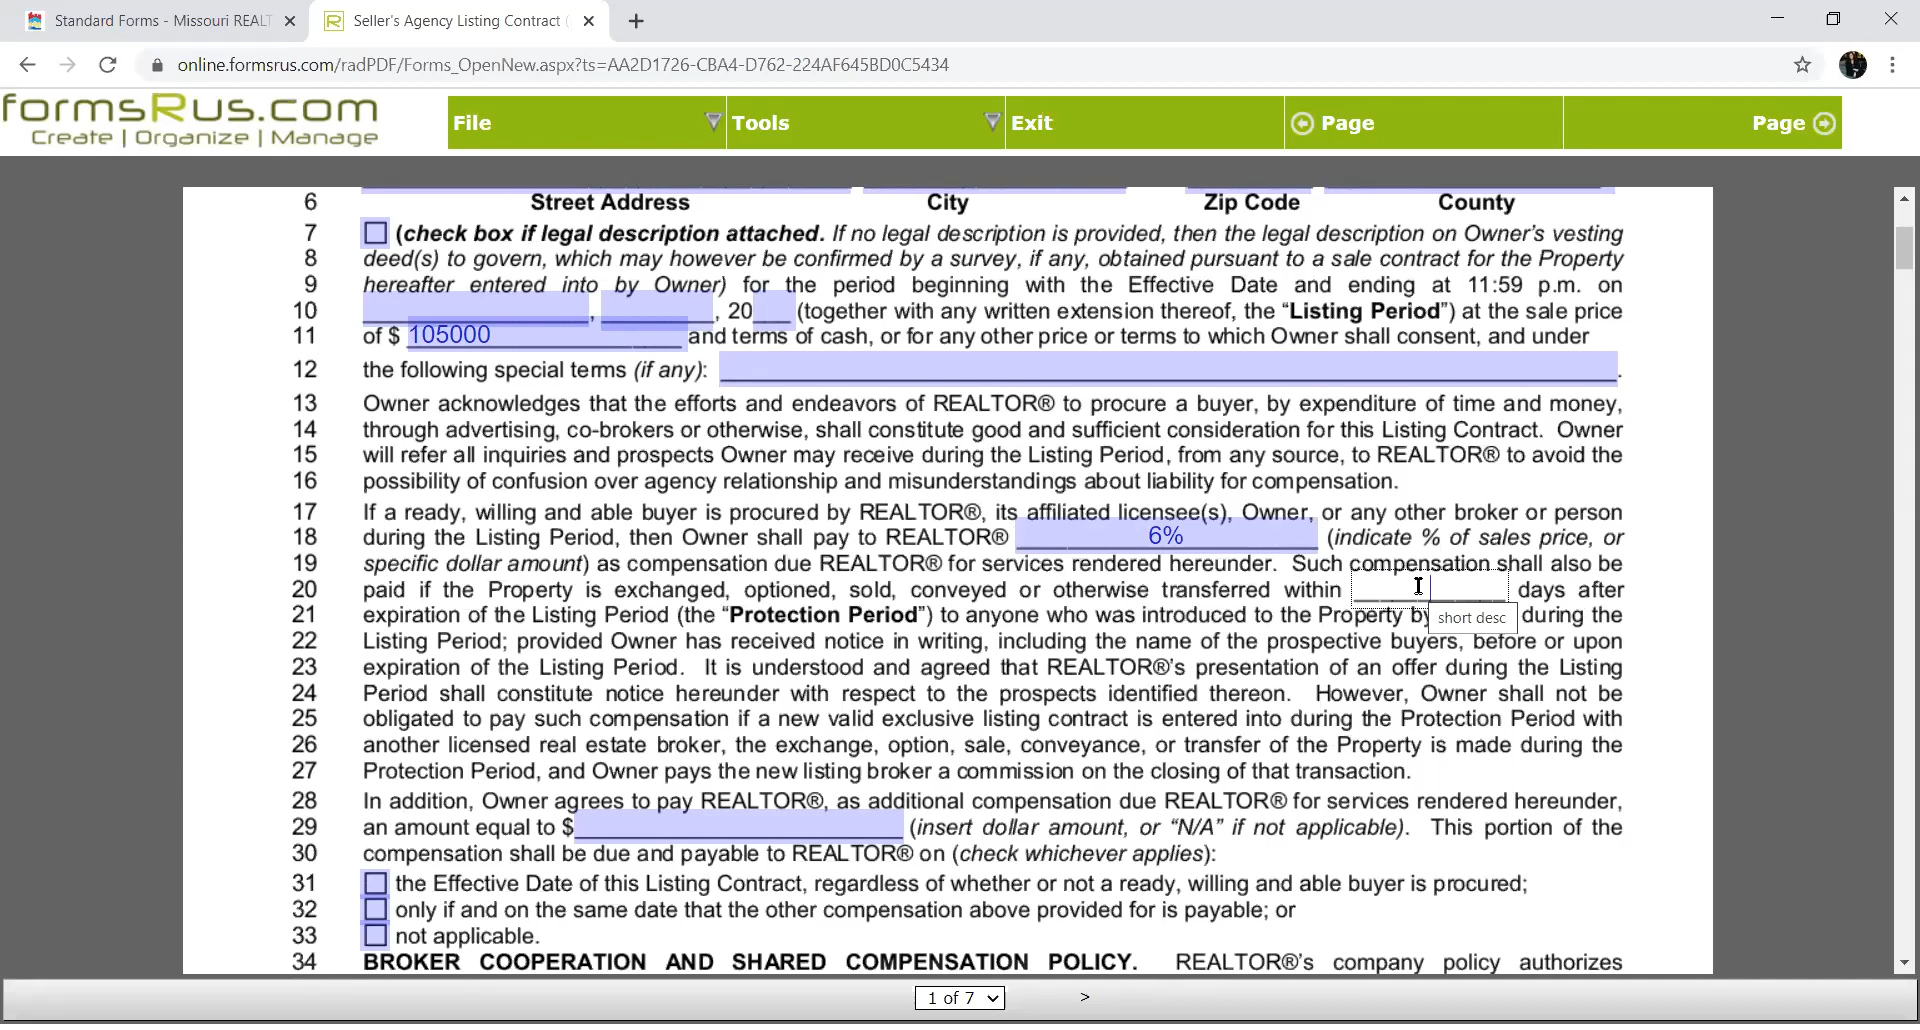 Standard Forms - Missouri REALT
Seller's Agency Listing Contract (
online.formsrus.com/radPDF/Forms_OpenNew.aspx?ts=AA2D1726-CBA4-D762-224AF645BD0C5434
formsRus.com
Create | Organize | Manage
File Tools Exit Page Page
6 Street Address City Zip Code County
7 (check box if legal description attached. If no legal description is provided, then the legal description on Owner's vesting
8 deed(s) to govern, which may however be confirmed by a survey, if any, obtained pursuant to a sale contract for the Property
9 hereafter entered into by Owner) for the period beginning with the Effective Date and ending at 11:59 p.m. on
10 , , 20 (together with any written extension thereof, the “Listing Period”) at the sale price
11 of $ 105000 and terms of cash, or for any other price or terms to which Owner shall consent, and under
12 the following special terms (if any): .
13 Owner acknowledges that the efforts and endeavors of REALTOR® to procure a buyer, by expenditure of time and money,
14 through advertising, co-brokers or otherwise, shall constitute good and sufficient consideration for this Listing Contract. Owner
15 will refer all inquiries and prospects Owner may receive during the Listing Period, from any source, to REALTOR® to avoid the
16 possibility of confusion over agency relationship and misunderstandings about liability for compensation.
17 If a ready, willing and able buyer is procured by REALTOR®, its affiliated licensee(s), Owner, or any other broker or person
18 during the Listing Period, then Owner shall pay to REALTOR® 6% (indicate % of sales price, or
19 specific dollar amount) as compensation due REALTOR® for services rendered hereunder. Such compensation shall also be
20 paid if the Property is exchanged, optioned, sold, conveyed or otherwise transferred within days after
21 expiration of the Listing Period (the “Protection Period”) to anyone who was introduced to the Property by during the
short desc
22 Listing Period; provided Owner has received notice in writing, including the name of the prospective buyers, before or upon
23 expiration of the Listing Period. It is understood and agreed that REALTOR®'s presentation of an offer during the Listing
24 Period shall constitute notice hereunder with respect to the prospects identified thereon. However, Owner shall not be
25 obligated to pay such compensation if a new valid exclusive listing contract is entered into during the Protection Period with
26 another licensed real estate broker, the exchange, option, sale, conveyance, or transfer of the Property is made during the
27 Protection Period, and Owner pays the new listing broker a commission on the closing of that transaction.
28 In addition, Owner agrees to pay REALTOR®, as additional compensation due REALTOR® for services rendered hereunder,
29 an amount equal to $ (insert dollar amount, or “N/A” if not applicable). This portion of the
30 compensation shall be due and payable to REALTOR® on (check whichever applies):
31 the Effective Date of this Listing Contract, regardless of whether or not a ready, willing and able buyer is procured;
32 only if and on the same date that the other compensation above provided for is payable; or
33 not applicable.
34 BROKER COOPERATION AND SHARED COMPENSATION POLICY. REALTOR®'s company policy authorizes
1 of 7 >